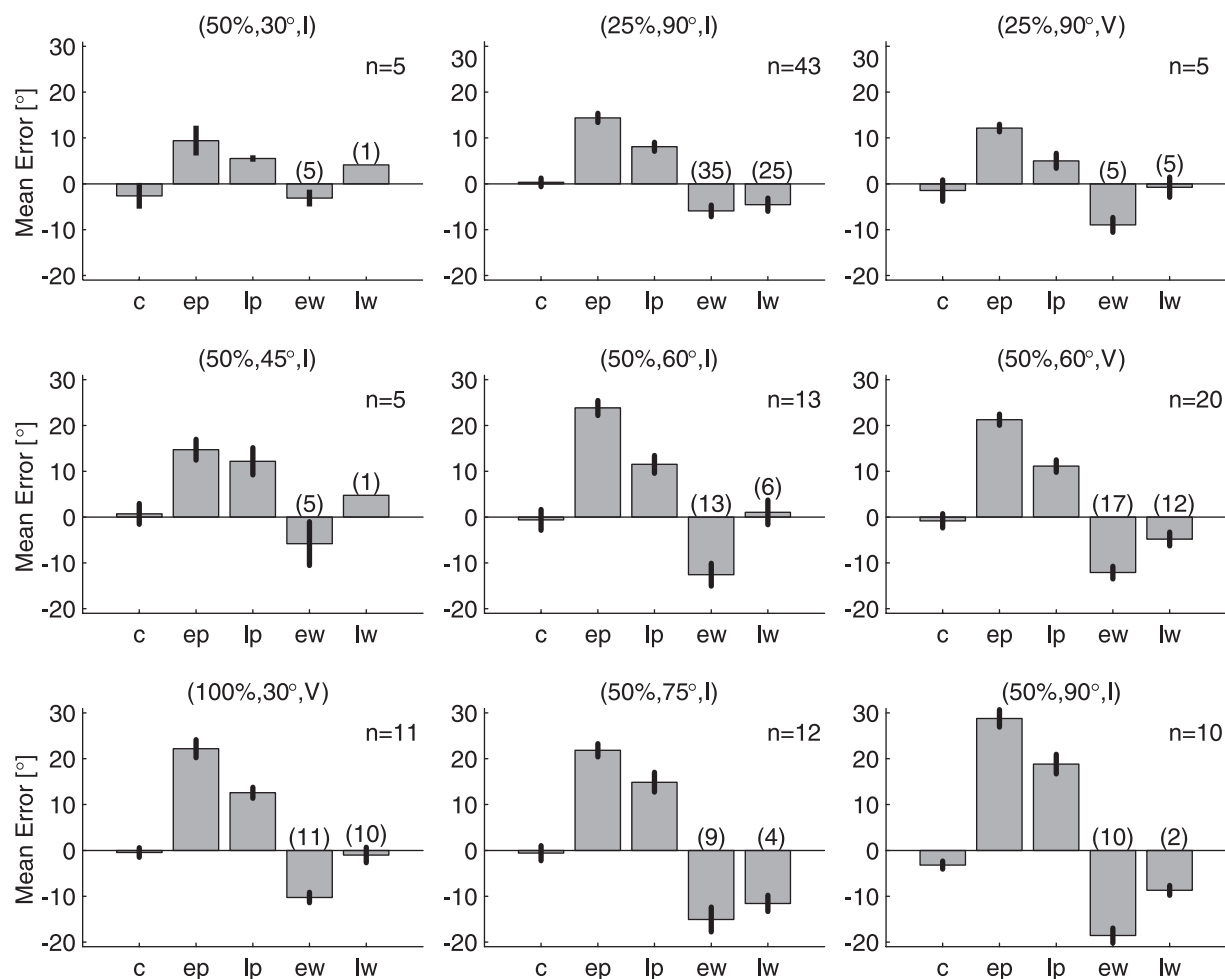 (50%,30°,I)
n=5
Mean Error [°]
30
20
10
0
-10
-20
(5)
(1)
c ep lp ew lw
(25%,90°,I)
n=43
30
20
10
0
-10
-20
(35)
(25)
c ep lp ew lw
(25%,90°,V)
n=5
30
20
10
0
-10
-20
(5)
(5)
c ep lp ew lw
(50%,45°,I)
n=5
Mean Error [°]
30
20
10
0
-10
-20
(5)
(1)
c ep lp ew lw
(50%,60°,I)
n=13
30
20
10
0
-10
-20
(13)
(6)
c ep lp ew lw
(50%,60°,V)
n=20
30
20
10
0
-10
-20
(17)
(12)
c ep lp ew lw
(100%,30°,V)
n=11
Mean Error [°]
30
20
10
0
-10
-20
(11)
(10)
c ep lp ew lw
(50%,75°,I)
n=12
30
20
10
0
-10
-20
(9)
(4)
c ep lp ew lw
(50%,90°,I)
n=10
30
20
10
0
-10
-20
(10)
(2)
c ep lp ew lw